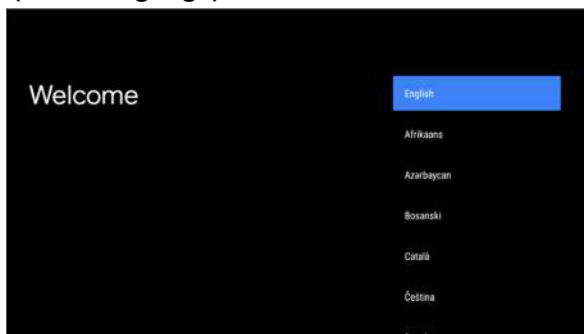 Welcome
English
Afrikaans
Azərbaycan
Bosanski
Català
Čeština